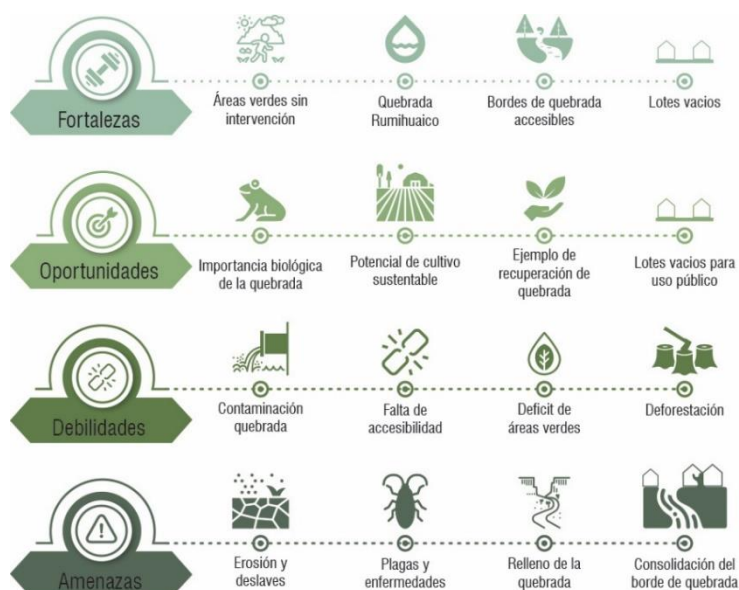 Fortalezas
Áreas verdes sin
intervención
Quebrada
Rumihuaico
Bordes de quebrada
accesibles
Lotes vacios
Oportunidades
Importancia biológica
de la quebrada
Potencial de cultivo
sustentable
Ejemplo de
recuperación de
quebrada
Lotes vacios para
uso público
Debilidades
Contaminación
quebrada
Falta de
accesibilidad
Deficit de
áreas verdes
Deforestación
Amenazas
Erosión y
deslaves
Plagas y
enfermedades
Relleno de la
quebrada
Consolidación del
borde de quebrada